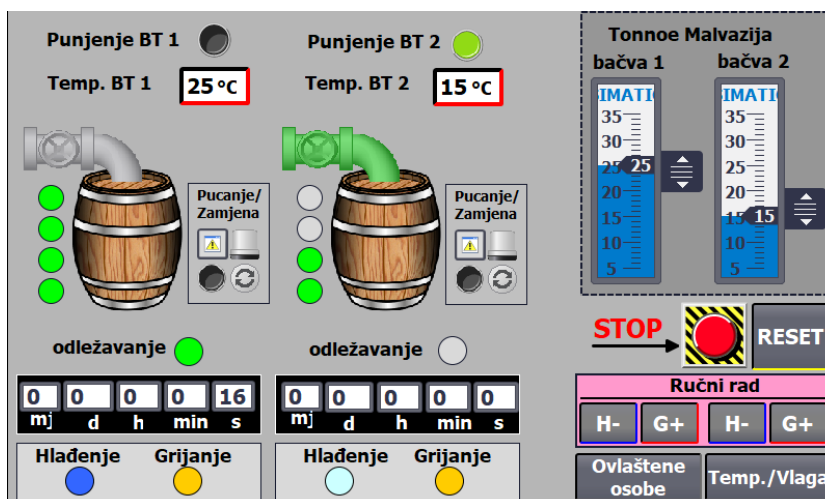 Punjenje BT 1
Temp. BT 1
25 °C
Pucanje/
Zamjena
odležavanje
0 0 0 0 16
mj d h min s
Hlađenje Grijanje
Punjenje BT 2
Temp. BT 2
15 °C
Pucanje/
Zamjena
odležavanje
0 0 0 0 0
mj d h min s
Hlađenje Grijanje
Tonnoe Malvazija
bačva 1 bačva 2
SIMATI SIMATI
35 35
30 30
25 25 25
20 20
15 15 15
10 10
5 5
STOP
RESET
Ručni rad
H- G+ H- G+
Ovlaštene
osobe
Temp./Vlaga